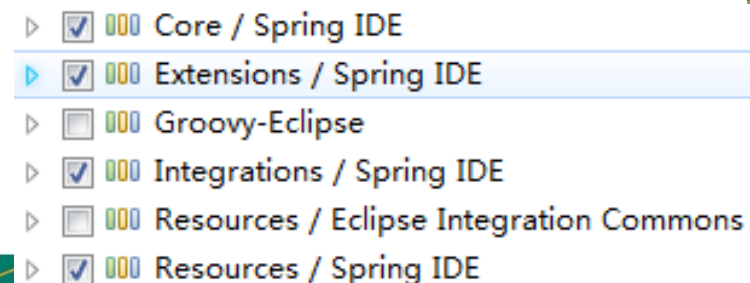 Core / Spring IDE
Extensions / Spring IDE
Groovy-Eclipse
Integrations / Spring IDE
Resources / Eclipse Integration Commons
Resources / Spring IDE